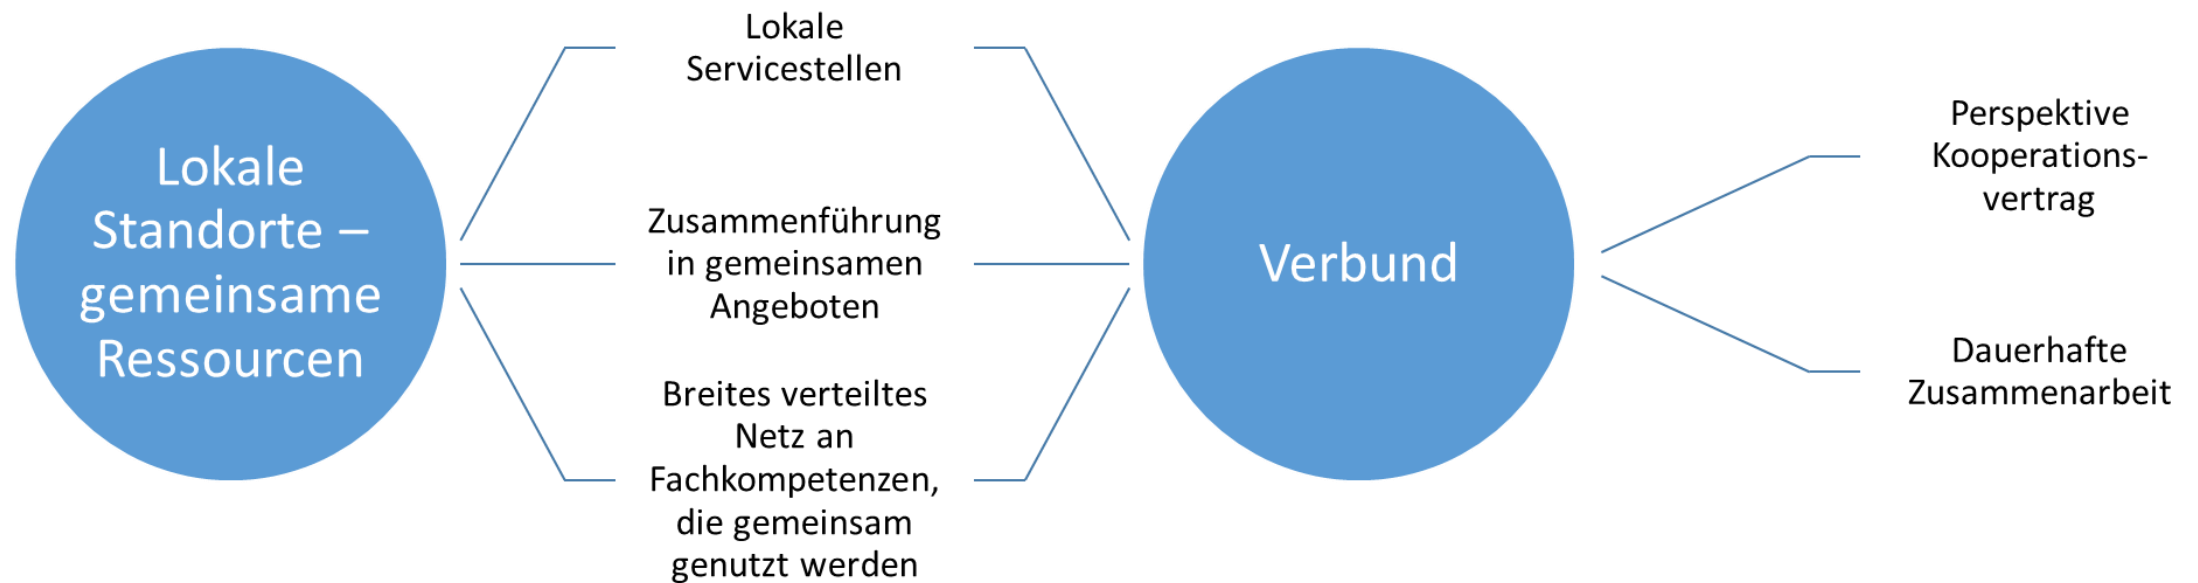 Lokale
Standorte –
gemeinsame
Ressourcen
Lokale
Servicestellen
Zusammenführung
in gemeinsamen
Angeboten
Breites verteiltes
Netz an
Fachkompetenzen,
die gemeinsam
genutzt werden
Verbund
Perspektive
Kooperations-
vertrag
Dauerhafte
Zusammenarbeit